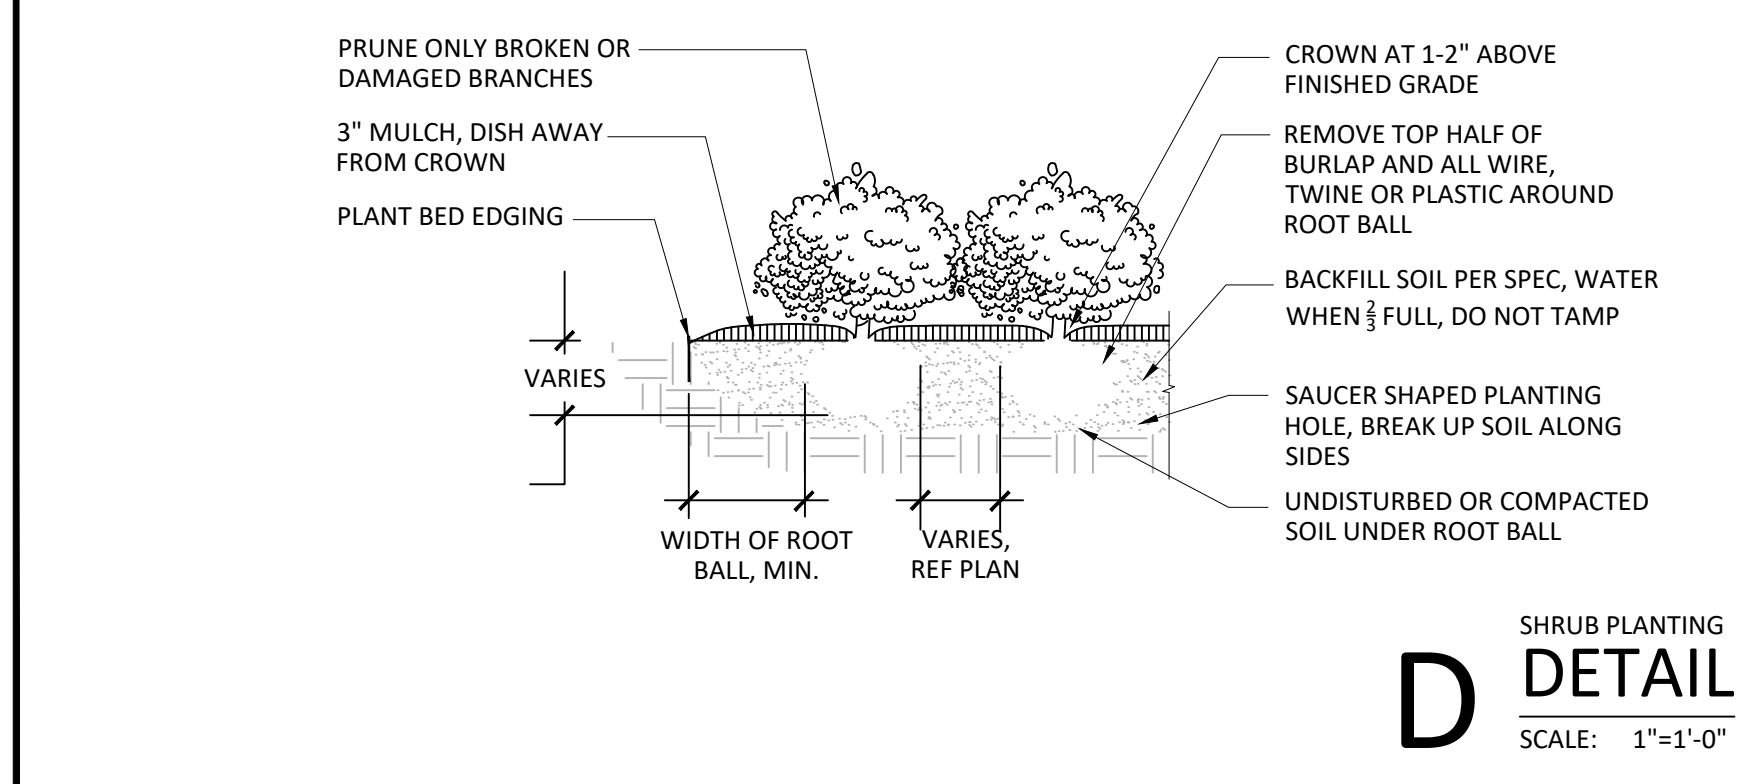 PRUNE ONLY BROKEN OR
DAMAGED BRANCHES
3" MULCH, DISH AWAY
FROM CROWN
PLANT BED EDGING
VARIES
WIDTH OF ROOT
BALL, MIN.
VARIES,
REF PLAN
CROWN AT 1-2" ABOVE
FINISHED GRADE
REMOVE TOP HALF OF
BURLAP AND ALL WIRE,
TWINE OR PLASTIC AROUND
ROOT BALL
BACKFILL SOIL PER SPEC, WATER
WHEN 2/3 FULL, DO NOT TAMP
SAUCER SHAPED PLANTING
HOLE, BREAK UP SOIL ALONG
SIDES
UNDISTURBED OR COMPACTED
SOIL UNDER ROOT BALL
D
SHRUB PLANTING
DETAIL
SCALE: 1"=1'-0"